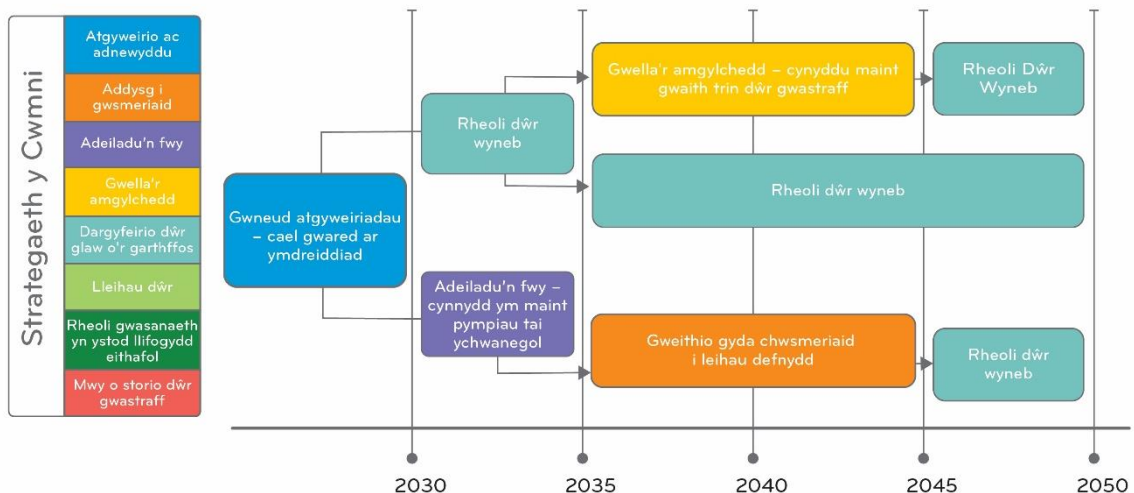 Strategaeth y Cwmni
Atgyweirio ac
adnewyddu
Addysg i
gwsmeriaid
Adeiladu'n fwy
Gwella'r
amgylchedd
Dargyfeirio dŵr
glaw o'r garthffos
Lleihau dŵr
Rheoli gwasanaeth
yn ystod llifogydd
eithafol
Mwy o storio dŵr
gwastraff
Gwneud atgyweiriadau
– cael gwared ar
ymdreiddiad
Rheoli dŵr
wyneb
Adeiladu'n fwy –
cynnydd ym maint
pympiau tai
ychwanegol
Gwella'r amgylchedd – cynyddu maint
gwaith trin dŵr gwastraff
Rheoli Dŵr
Wyneb
Rheoli dŵr wyneb
Gweithio gyda chwsmeriaid
i leihau defnydd
Rheoli dŵr
wyneb
2030
2035
2040
2045
2050